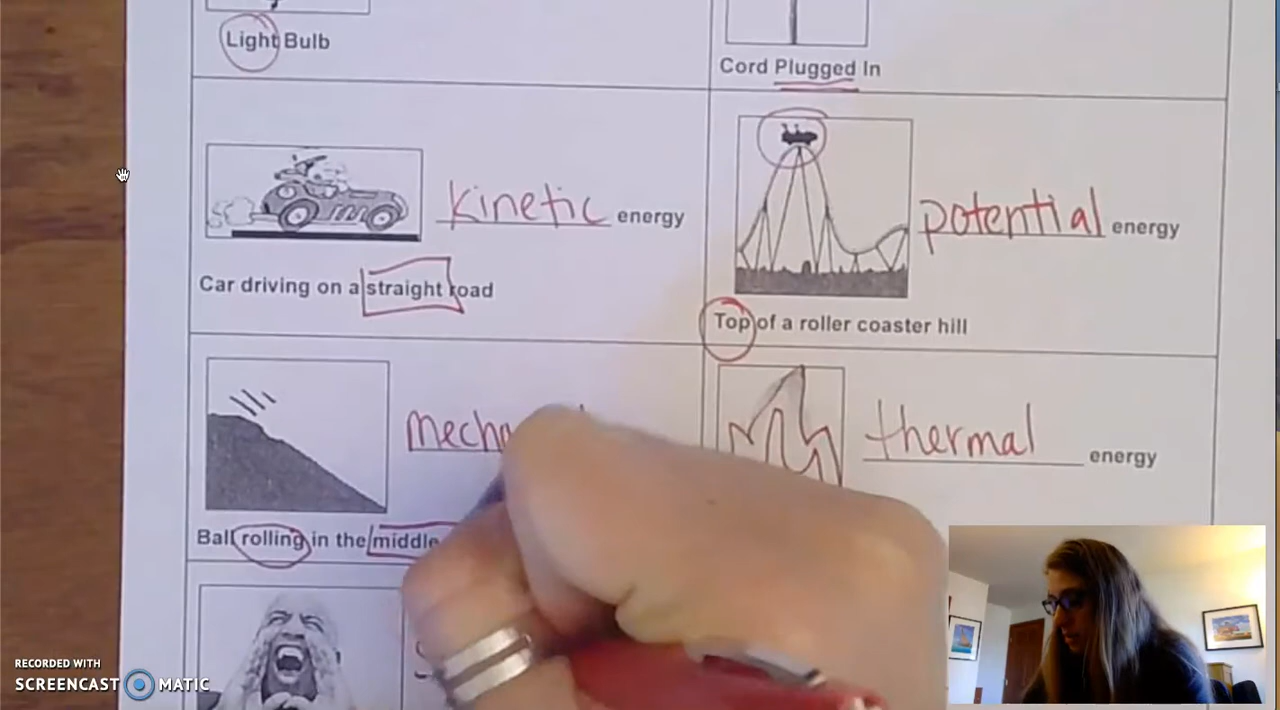 Light Bulb
Cord Plugged In
kinetic energy
Car driving on a straight road
potential energy
Top of a roller coaster hill
thermal energy
Ball rolling in the middle
RECORDED WITH
SCREENCAST MATIC